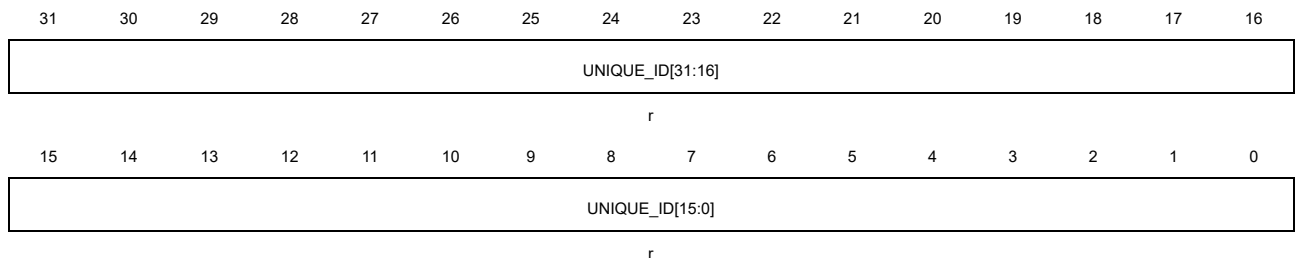 31 30 29 28 27 26 25 24 23 22 21 20 19 18 17 16
UNIQUE_ID[31:16]
r
15 14 13 12 11 10 9 8 7 6 5 4 3 2 1 0
UNIQUE_ID[15:0]
r